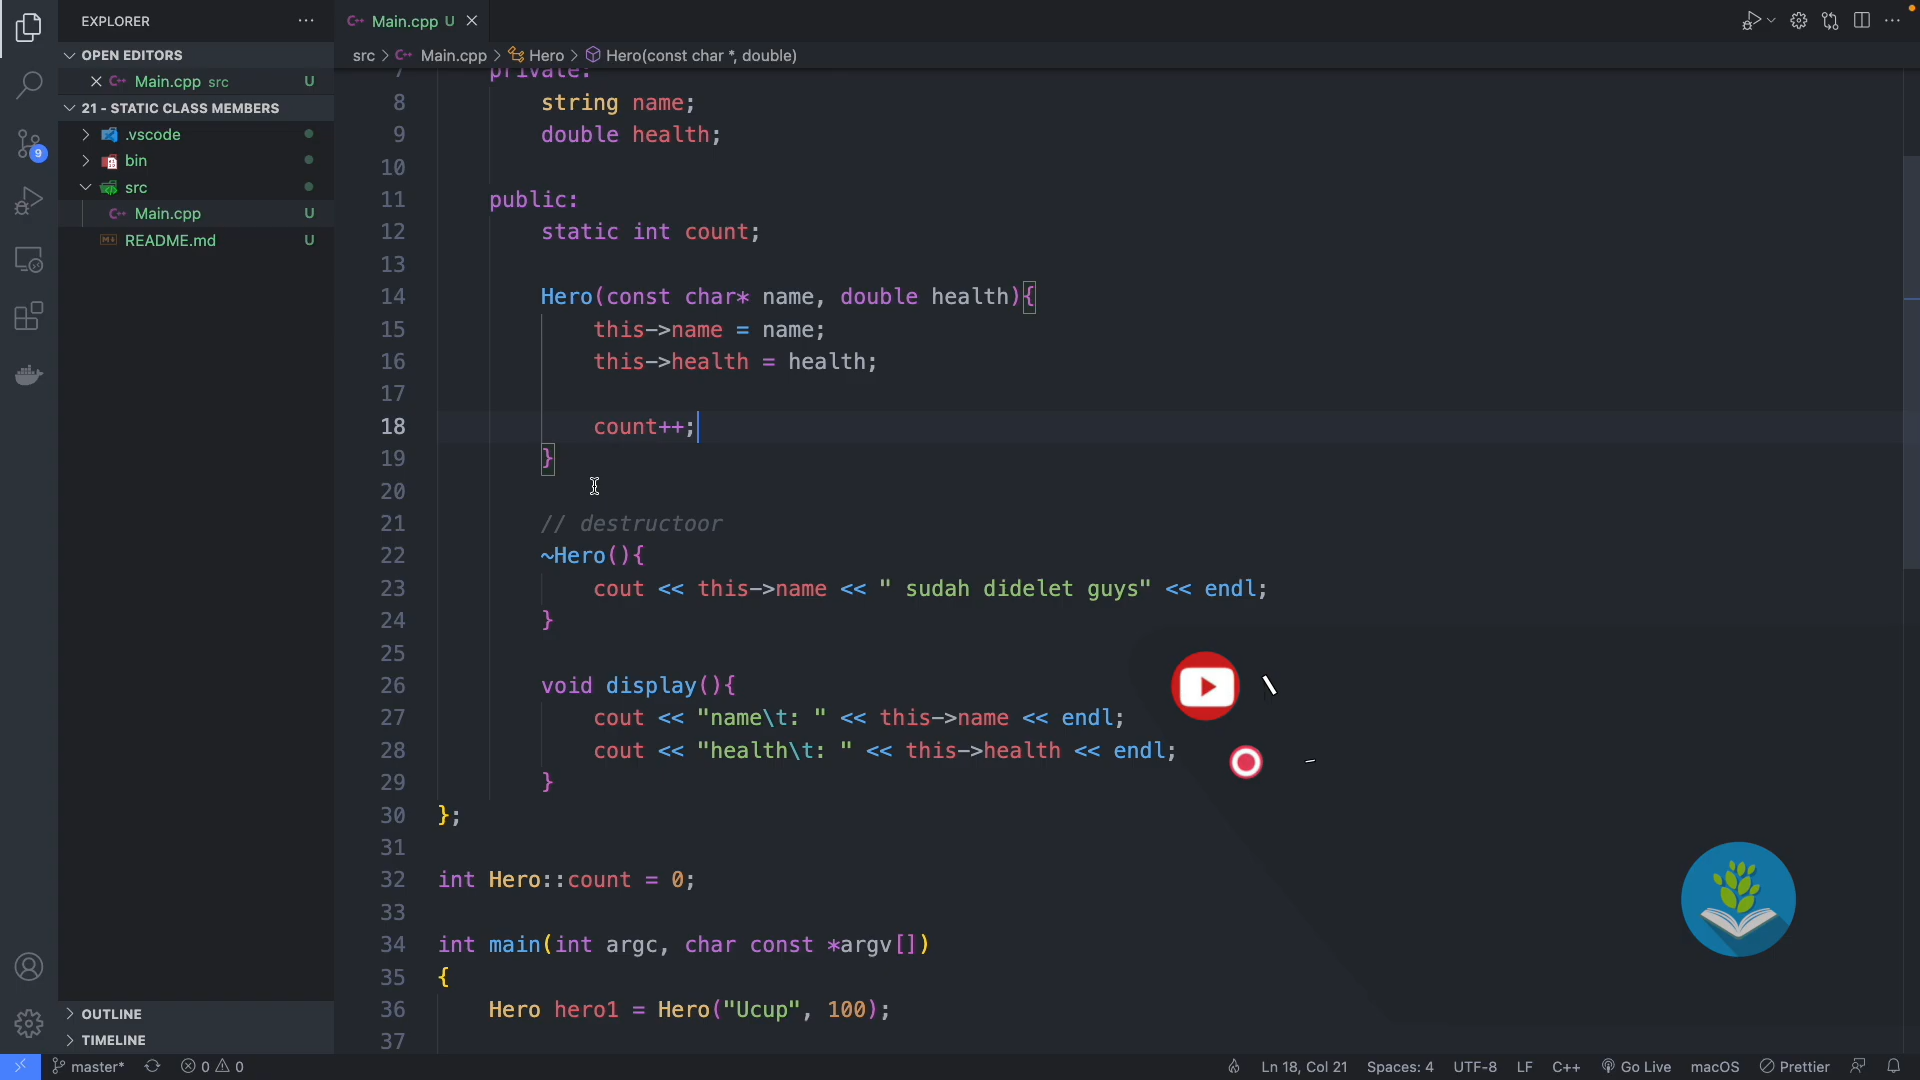 EXPLORER
Main.cpp U
src > Main.cpp > Hero > Hero(const char *, double)
OPEN EDITORS
Main.cpp src U
21 - STATIC CLASS MEMBERS
.vscode
bin
src
Main.cpp U
README.md U
OUTLINE
TIMELINE
9
7 private:
8 string name;
9 double health;
10
11 public:
12 static int count;
13
14 Hero(const char* name, double health){
15 this->name = name;
16 this->health = health;
17
18 count++;
19 }
20
21 // destructoor
22 ~Hero(){
23 cout << this->name << " sudah didelet guys" << endl;
24 }
25
26 void display(){
27 cout << "name\t: " << this->name << endl;
28 cout << "health\t: " << this->health << endl;
29 }
30 };
31
32 int Hero::count = 0;
33
34 int main(int argc, char const *argv[])
35 {
36 Hero hero1 = Hero("Ucup", 100);
37
master* 0 0 Ln 18, Col 21 Spaces: 4 UTF-8 LF C++ Go Live macOS Prettier